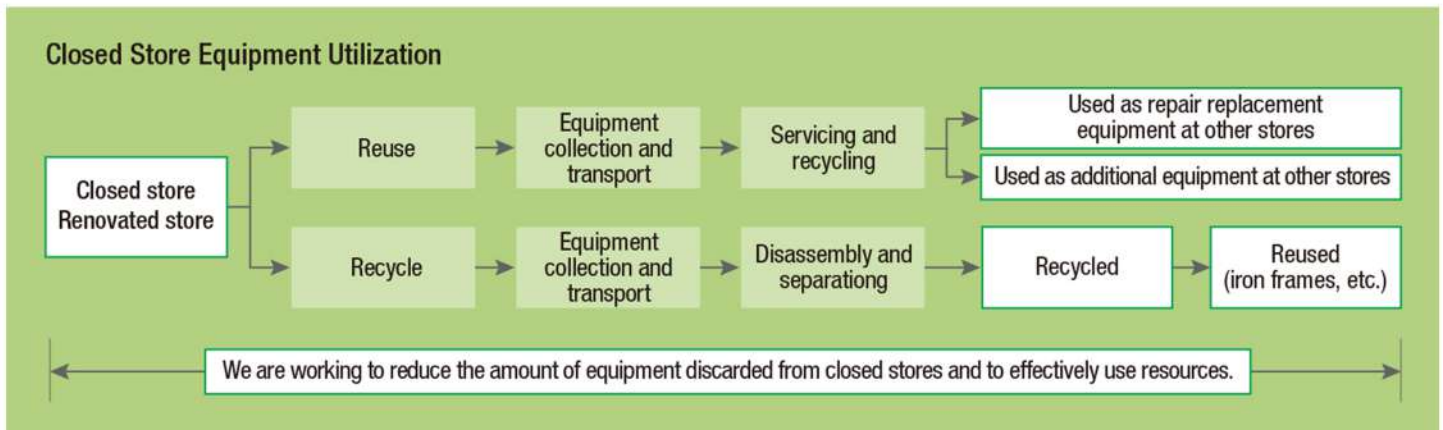 Closed Store Equipment Utilization
Closed store
Renovated store
Reuse
Equipment
collection and
transport
Servicing and
recycling
Used as repair replacement
equipment at other stores
Used as additional equipment at other stores
Recycle
Equipment
collection and
transport
Disassembly and
separationg
Recycled
Reused
(iron frames, etc.)
We are working to reduce the amount of equipment discarded from closed stores and to effectively use resources.